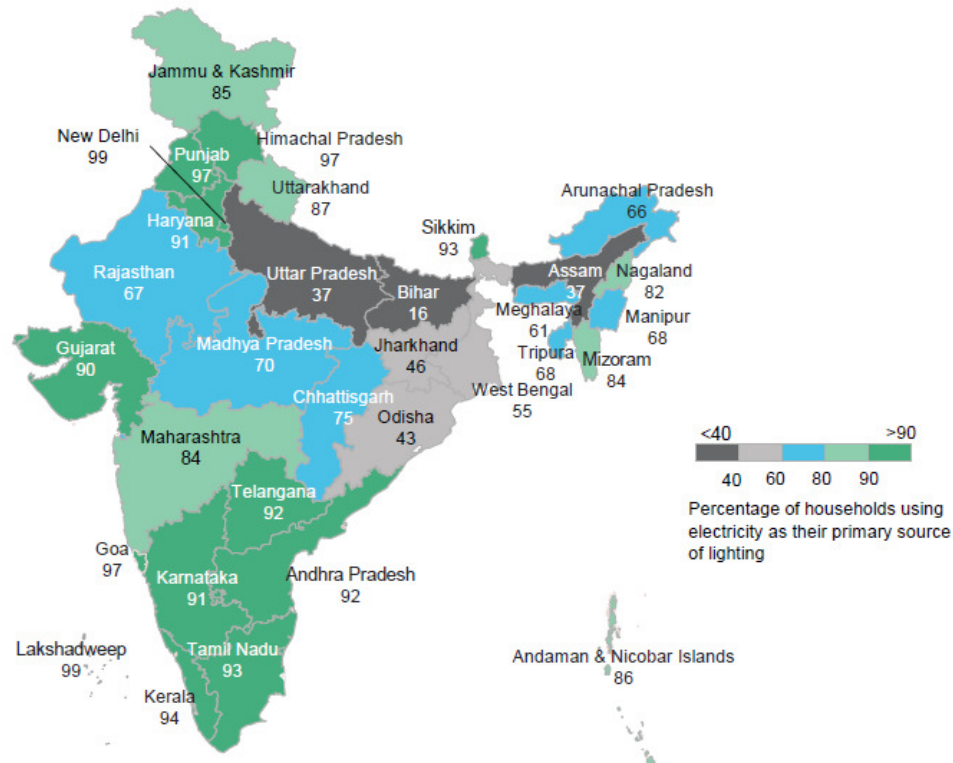 Jammu & Kashmir
85
New Delhi
99
Himachal Pradesh
97
Punjab
97
Uttarakhand
87
Arunachal Pradesh
66
Haryana
91
Sikkim
93
Rajasthan
67
Uttar Pradesh
37
Bihar
16
Assam
37
Nagaland
82
Meghalaya
61
Manipur
68
Gujarat
90
Madhya Pradesh
70
Jharkhand
46
Tripura
68
Mizoram
84
West Bengal
55
Chhattisgarh
75
Odisha
43
Maharashtra
84
<40 >90
40 60 80 90
Percentage of households using
electricity as their primary source
of lighting
Telangana
92
Goa
97
Karnataka
91
Andhra Pradesh
92
Lakshadweep
99
Tamil Nadu
93
Kerala
94
Andaman & Nicobar Islands
86